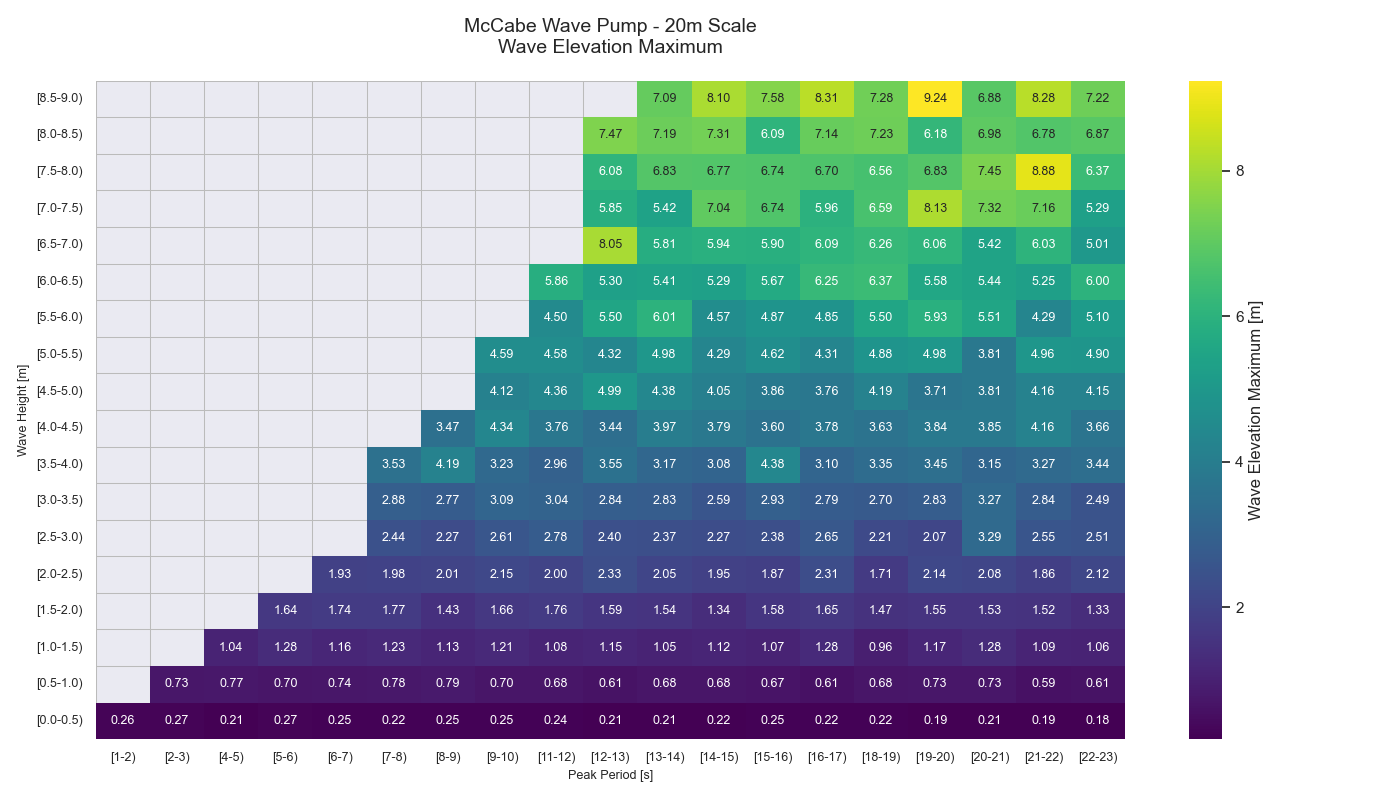 McCabe Wave Pump - 20m Scale
Wave Elevation Maximum
[8.5-9.0) 7.09 8.10 7.58 8.31 7.28 9.24 6.88 8.28 7.22
[8.0-8.5) 7.47 7.19 7.31 6.09 7.14 7.23 6.18 6.98 6.78 6.87
[7.5-8.0) 6.08 6.83 6.77 6.74 6.70 6.56 6.83 7.45 8.88 6.37
[7.0-7.5) 5.85 5.42 7.04 6.74 5.96 6.59 8.13 7.32 7.16 5.29
[6.5-7.0) 8.05 5.81 5.94 5.90 6.09 6.26 6.06 5.42 6.03 5.01
[6.0-6.5) 5.86 5.30 5.41 5.29 5.67 6.25 6.37 5.58 5.44 5.25 6.00
[5.5-6.0) 4.50 5.50 6.01 4.57 4.87 4.85 5.50 5.93 5.51 4.29 5.10
[5.0-5.5) 4.59 4.58 4.32 4.98 4.29 4.62 4.31 4.88 4.98 3.81 4.96 4.90
[4.5-5.0) 4.12 4.36 4.99 4.38 4.05 3.86 3.76 4.19 3.71 3.81 4.16 4.15
[4.0-4.5) 3.47 4.34 3.76 3.44 3.97 3.79 3.60 3.78 3.63 3.84 3.85 4.16 3.66
[3.5-4.0) 3.53 4.19 3.23 2.96 3.55 3.17 3.08 4.38 3.10 3.35 3.45 3.15 3.27 3.44
[3.0-3.5) 2.88 2.77 3.09 3.04 2.84 2.83 2.59 2.93 2.79 2.70 2.83 3.27 2.84 2.49
[2.5-3.0) 2.44 2.27 2.61 2.78 2.40 2.37 2.27 2.38 2.65 2.21 2.07 3.29 2.55 2.51
[2.0-2.5) 1.93 1.98 2.01 2.15 2.00 2.33 2.05 1.95 1.87 2.31 1.71 2.14 2.08 1.86 2.12
[1.5-2.0) 1.64 1.74 1.77 1.43 1.66 1.76 1.59 1.54 1.34 1.58 1.65 1.47 1.55 1.53 1.52 1.33
[1.0-1.5) 1.04 1.28 1.16 1.23 1.13 1.21 1.08 1.15 1.05 1.12 1.07 1.28 0.96 1.17 1.28 1.09 1.06
[0.5-1.0) 0.73 0.77 0.70 0.74 0.78 0.79 0.70 0.68 0.61 0.68 0.68 0.67 0.61 0.68 0.73 0.73 0.59 0.61
[0.0-0.5) 0.26 0.27 0.21 0.27 0.25 0.22 0.25 0.25 0.24 0.21 0.21 0.22 0.25 0.22 0.22 0.19 0.21 0.19 0.18
[1-2) [2-3) [4-5) [5-6) [6-7) [7-8) [8-9) [9-10) [11-12) [12-13) [13-14) [14-15) [15-16) [16-17) [18-19) [19-20) [20-21) [21-22) [22-23)
Peak Period [s]
Wave Height [m]
8
6
4
2
Wave Elevation Maximum [m]